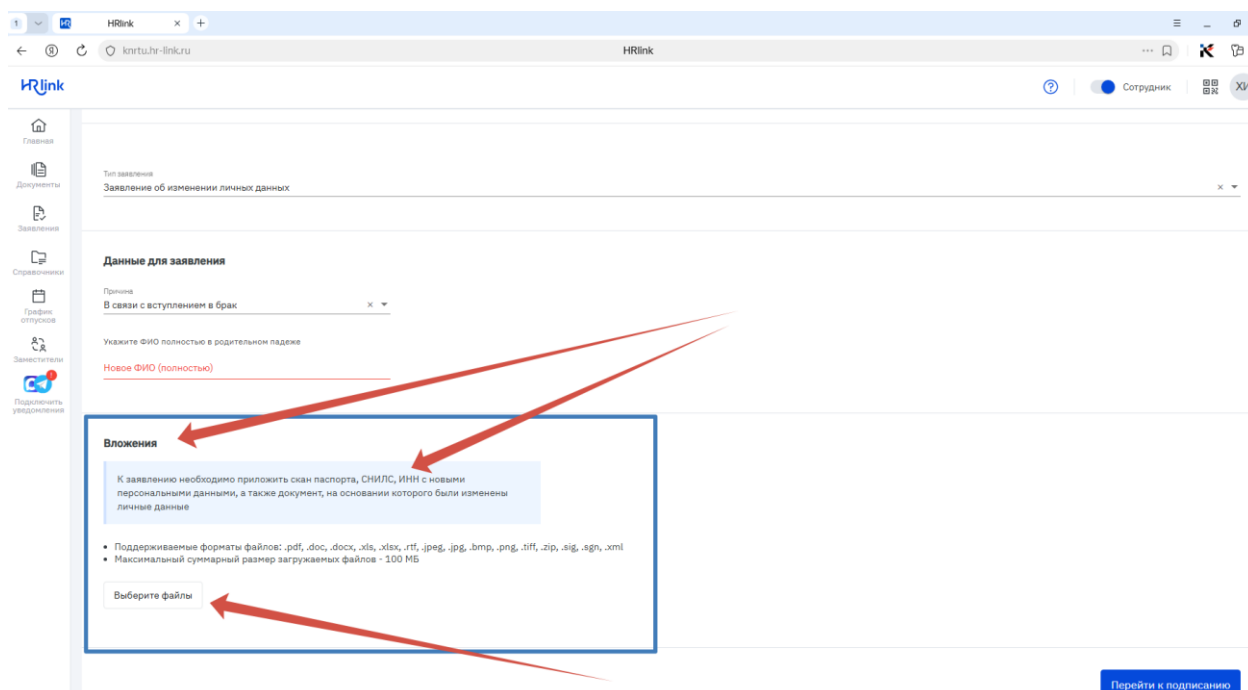 1
HRlink
knrtu.hr-link.ru
HRlink
HRlink
Сотрудник
ХИ
Главная
Документы
Заявления
Справочники
График
отпусков
Заместители
Подключить
уведомления
Тип заявления
Заявление об изменении личных данных
Данные для заявления
Причина
В связи с вступлением в брак
Укажите ФИО полностью в родительном падеже
Новое ФИО (полностью)
Вложения
К заявлению необходимо приложить скан паспорта, СНИЛС, ИНН с новыми
персональными данными, а также документ, на основании которого были изменены
личные данные
• Поддерживаемые форматы файлов: .pdf, .doc, .docx, .xls, .xlsx, .rtf, .jpeg, .jpg, .bmp, .png, .tiff, .zip, .sig, .sgn, .xml
• Максимальный суммарный размер загружаемых файлов - 100 МБ
Выберите файлы
Перейти к подписанию